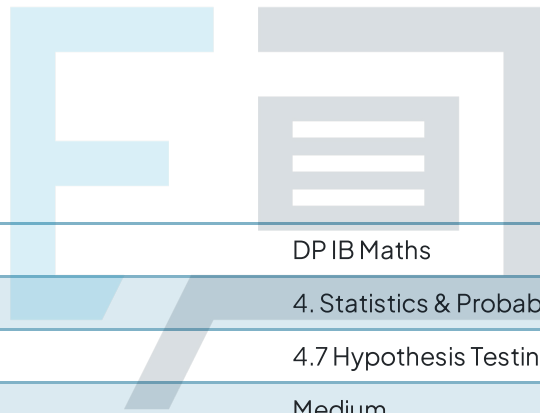 DP IB Maths
4. Statistics & Probab
4.7 Hypothesis Testin
Medium